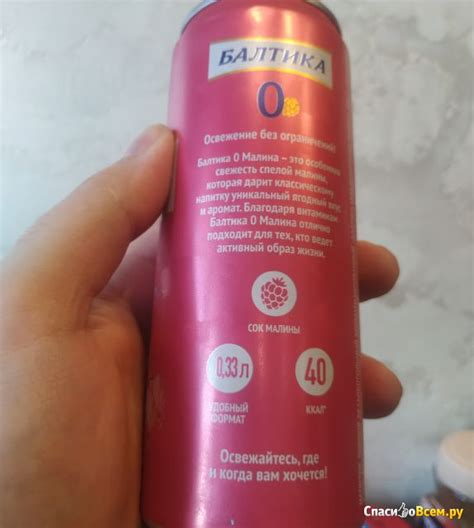 БАЛТИКА
0
Освежение без ограничений!
Балтика 0 Малина – это особенная
свежесть спелой малины,
которая дарит классическому
напитку уникальный ягодный вкус
и аромат. Благодаря витаминам
Балтика 0 Малина отлично
подходит для тех, кто ведет
активный образ жизни.
СОК МАЛИНЫ
0,33 л
УДОБНЫЙ
ФОРМАТ
40
ККАЛ*
Освежайтесь, где
и когда вам хочется!
СпасибоВсем.ру